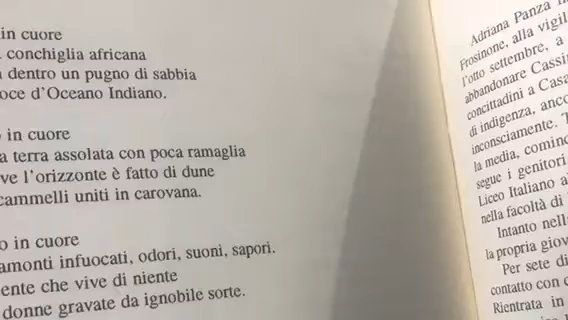 in cuore
conchiglia africana
dentro un pugno di sabbia
oce d'Oceano Indiano.
in cuore
a terra assolata con poca ramaglia
ve l'orizzonte è fatto di dune
cammelli uniti in carovana.
o in cuore
amonti infuocati, odori, suoni, sapori.
ente che vive di niente
donne gravate da ignobile sorte.
Adriana Panza
Frosinone, alla vigil
l'otto settembre, a
abbandonare Cassi
concittadini a Casa
di indigenza, anco
inconsciamente. T
la media, cominc
segue i genitori
Liceo Italiano a
nella facoltà di
Intanto nell
la propria giov
Per sete di
contatto con
Rientrata in